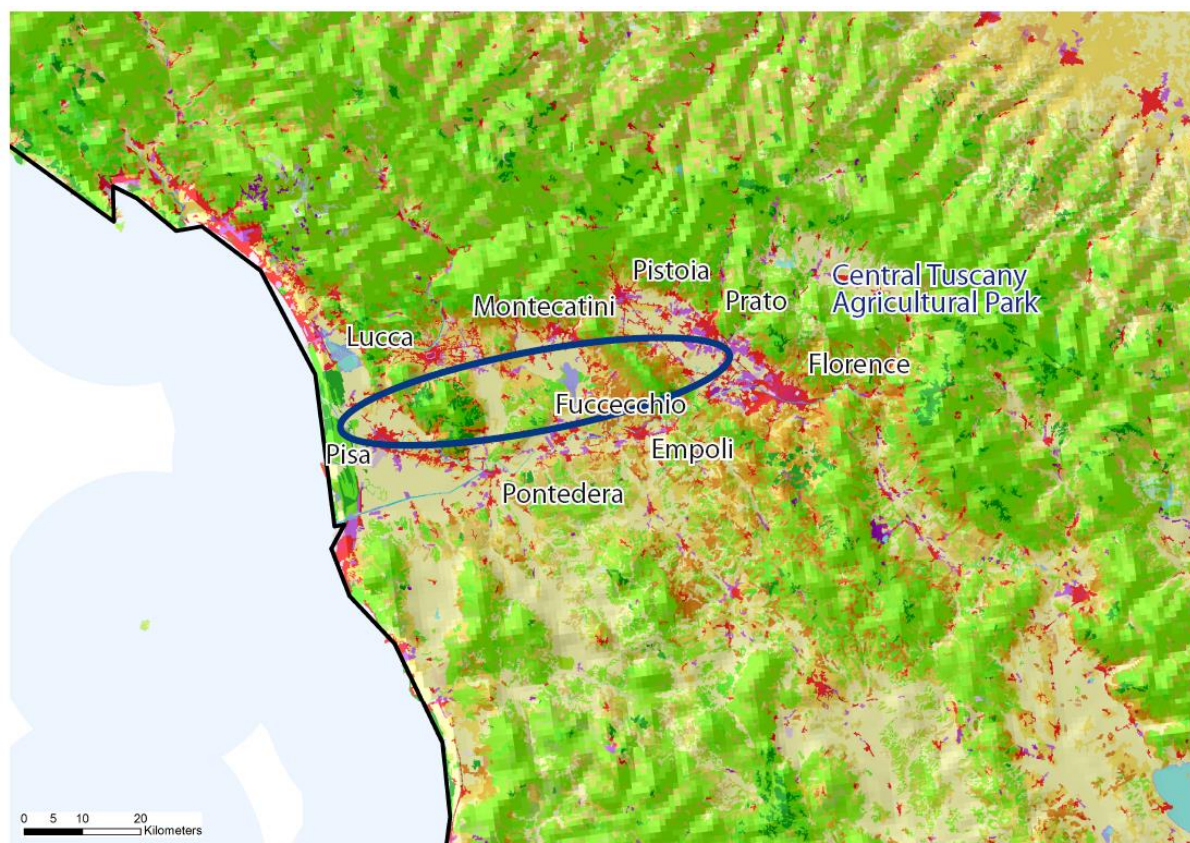 Pistoia
Central Tuscany
Agricultural Park
Prato
Montecatini
Lucca
Florence
Fuccecchio
Pisa
Empoli
Pontedera
0 5 10 20
Kilometers